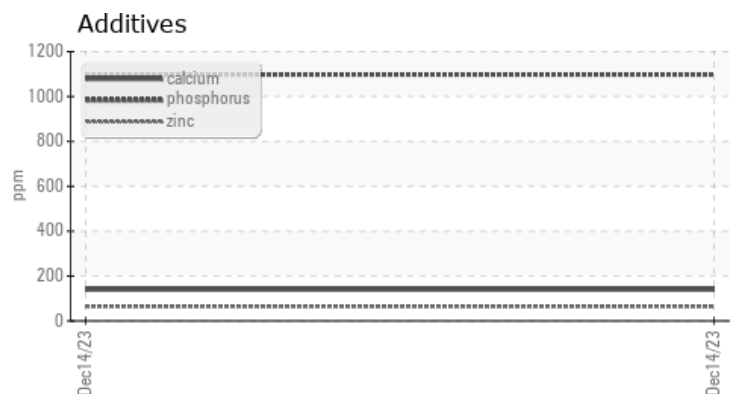 Additives
1200
1000
800
600
400
200
0
ppm
calcium
phosphorus
zinc
Dec14/23
Dec14/23